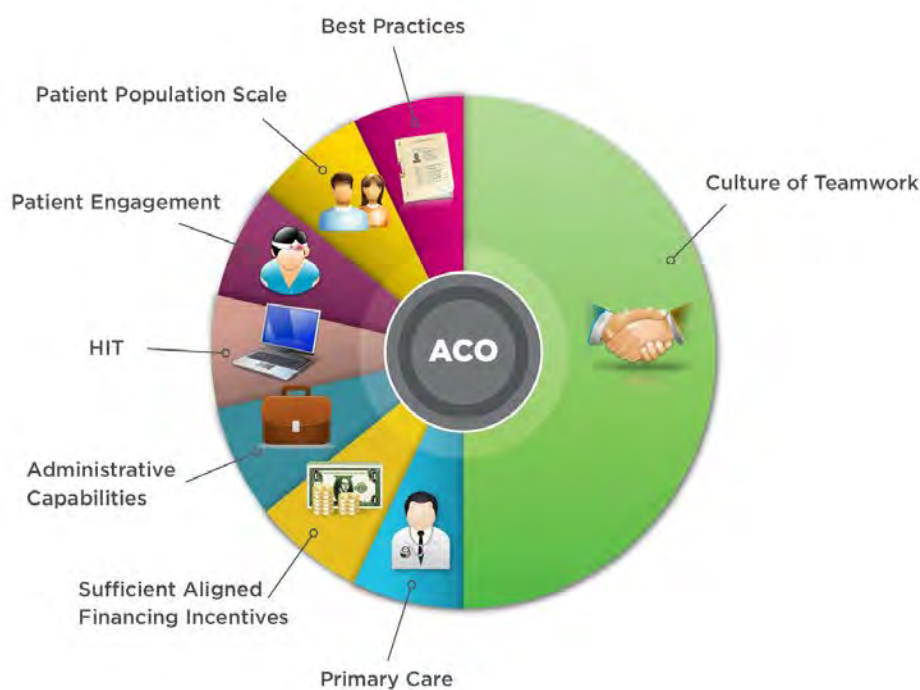 Best Practices
Patient Population Scale
Culture of Teamwork
Patient Engagement
HIT
ACO
Administrative
Capabilities
Sufficient Aligned
Financing Incentives
Primary Care